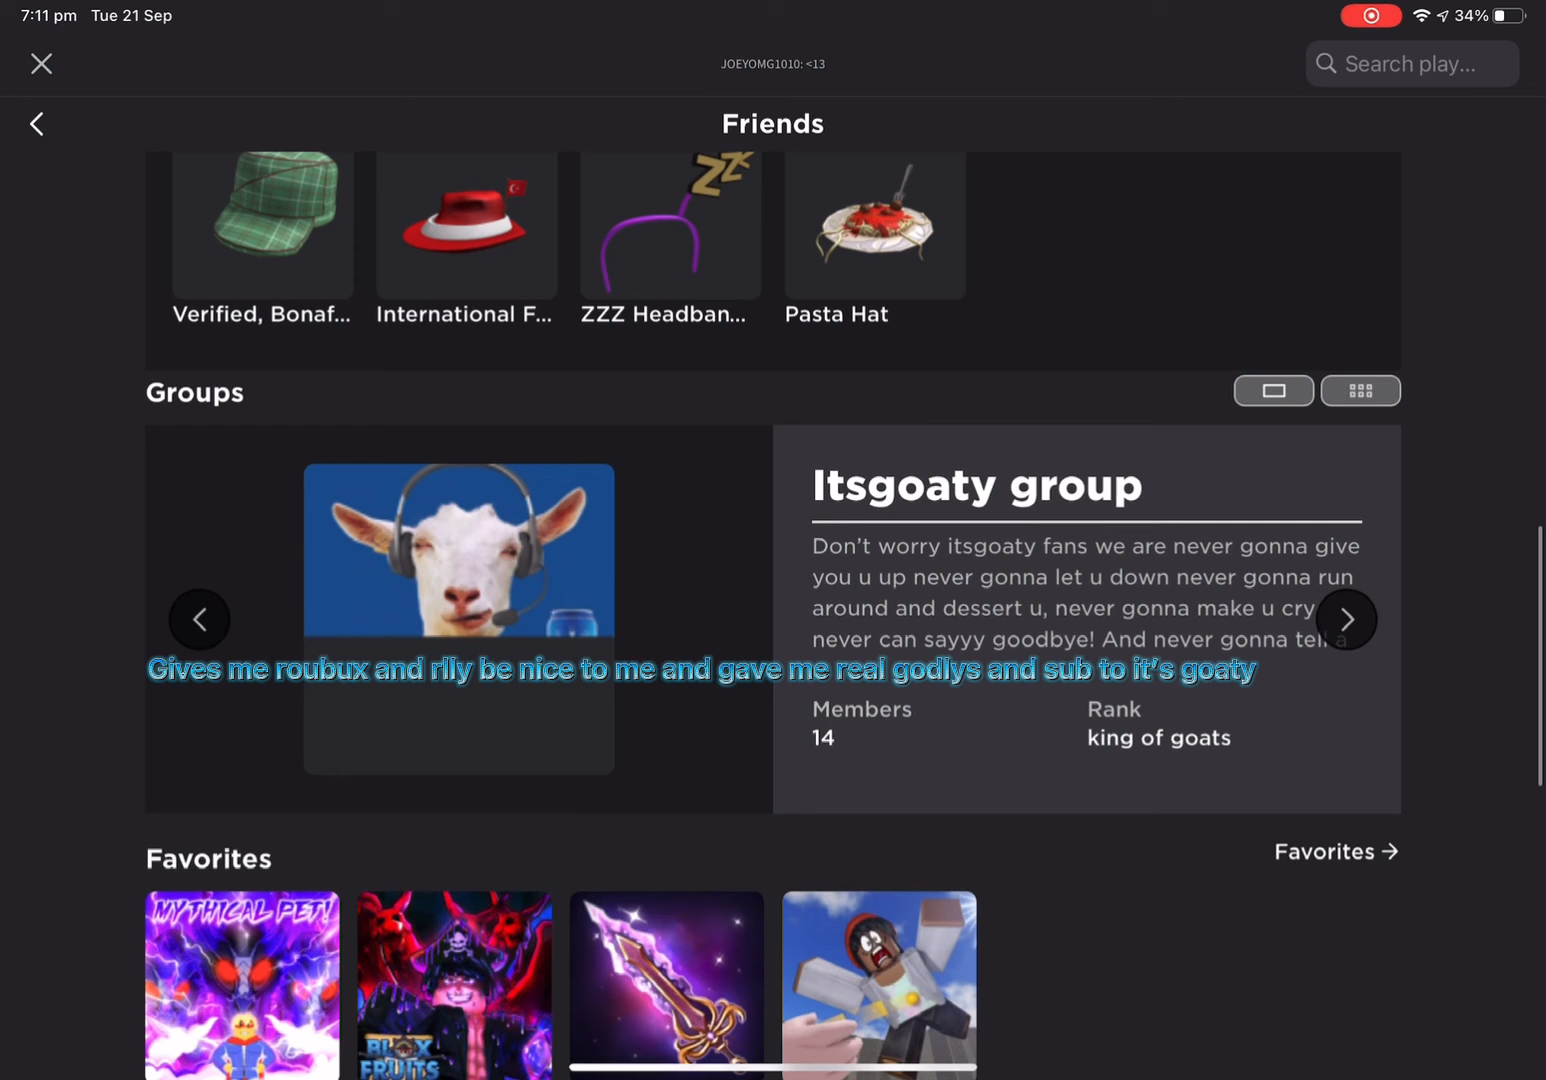 7:11 pm Tue 21 Sep
34%
JOEYOMG1010: <13
Search play...
Friends
ZZZ
Verified, Bonaf...
International F...
ZZZ Headban...
Pasta Hat
Groups
Itsgoaty group
Don't worry itsgoaty fans we are never gonna give
you u up never gonna let u down never gonna run
around and dessert u, never gonna make u cry
never can sayyy goodbye! And never gonna tell a
Gives me roubux and rlly be nice to me and gave me real godlys and sub to it's goaty
Members
14
Rank
king of goats
Favorites
Favorites →
MYTHICAL PET!
BLOX
FRUITS